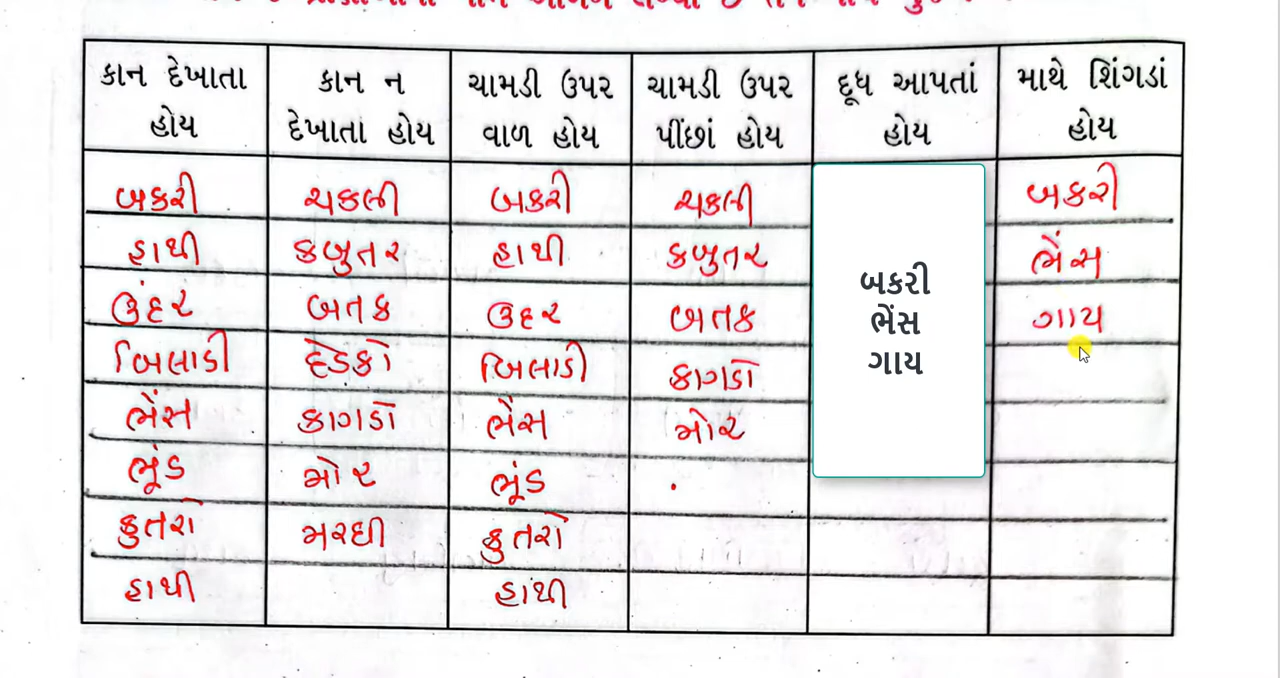 કાન દેખાતા હોય | કાન ન દેખાતા હોય | ચામડી ઉપર વાળ હોય | ચામડી ઉપર પીંછાં હોય | દૂધ આપતાં હોય | માથે શિંગડાં હોય
બકરી | ચકલી | બકરી | ચકલી | બકરી | બકરી
હાથી | કબુતર | હાથી | કબુતર | ભેંસ | ભેંસ
ઉંદર | બતક | ઉદર | બતક | ગાય | ગાય
બિલાડી | દેડકો | બિલાડી | કાગડો
ભેંસ | કાગડો | ભેંસ | મોર
ભૂંડ | મોર | ભૂંડ
કુતરો | મરઘી | કુતરો
હાથી | હાથી